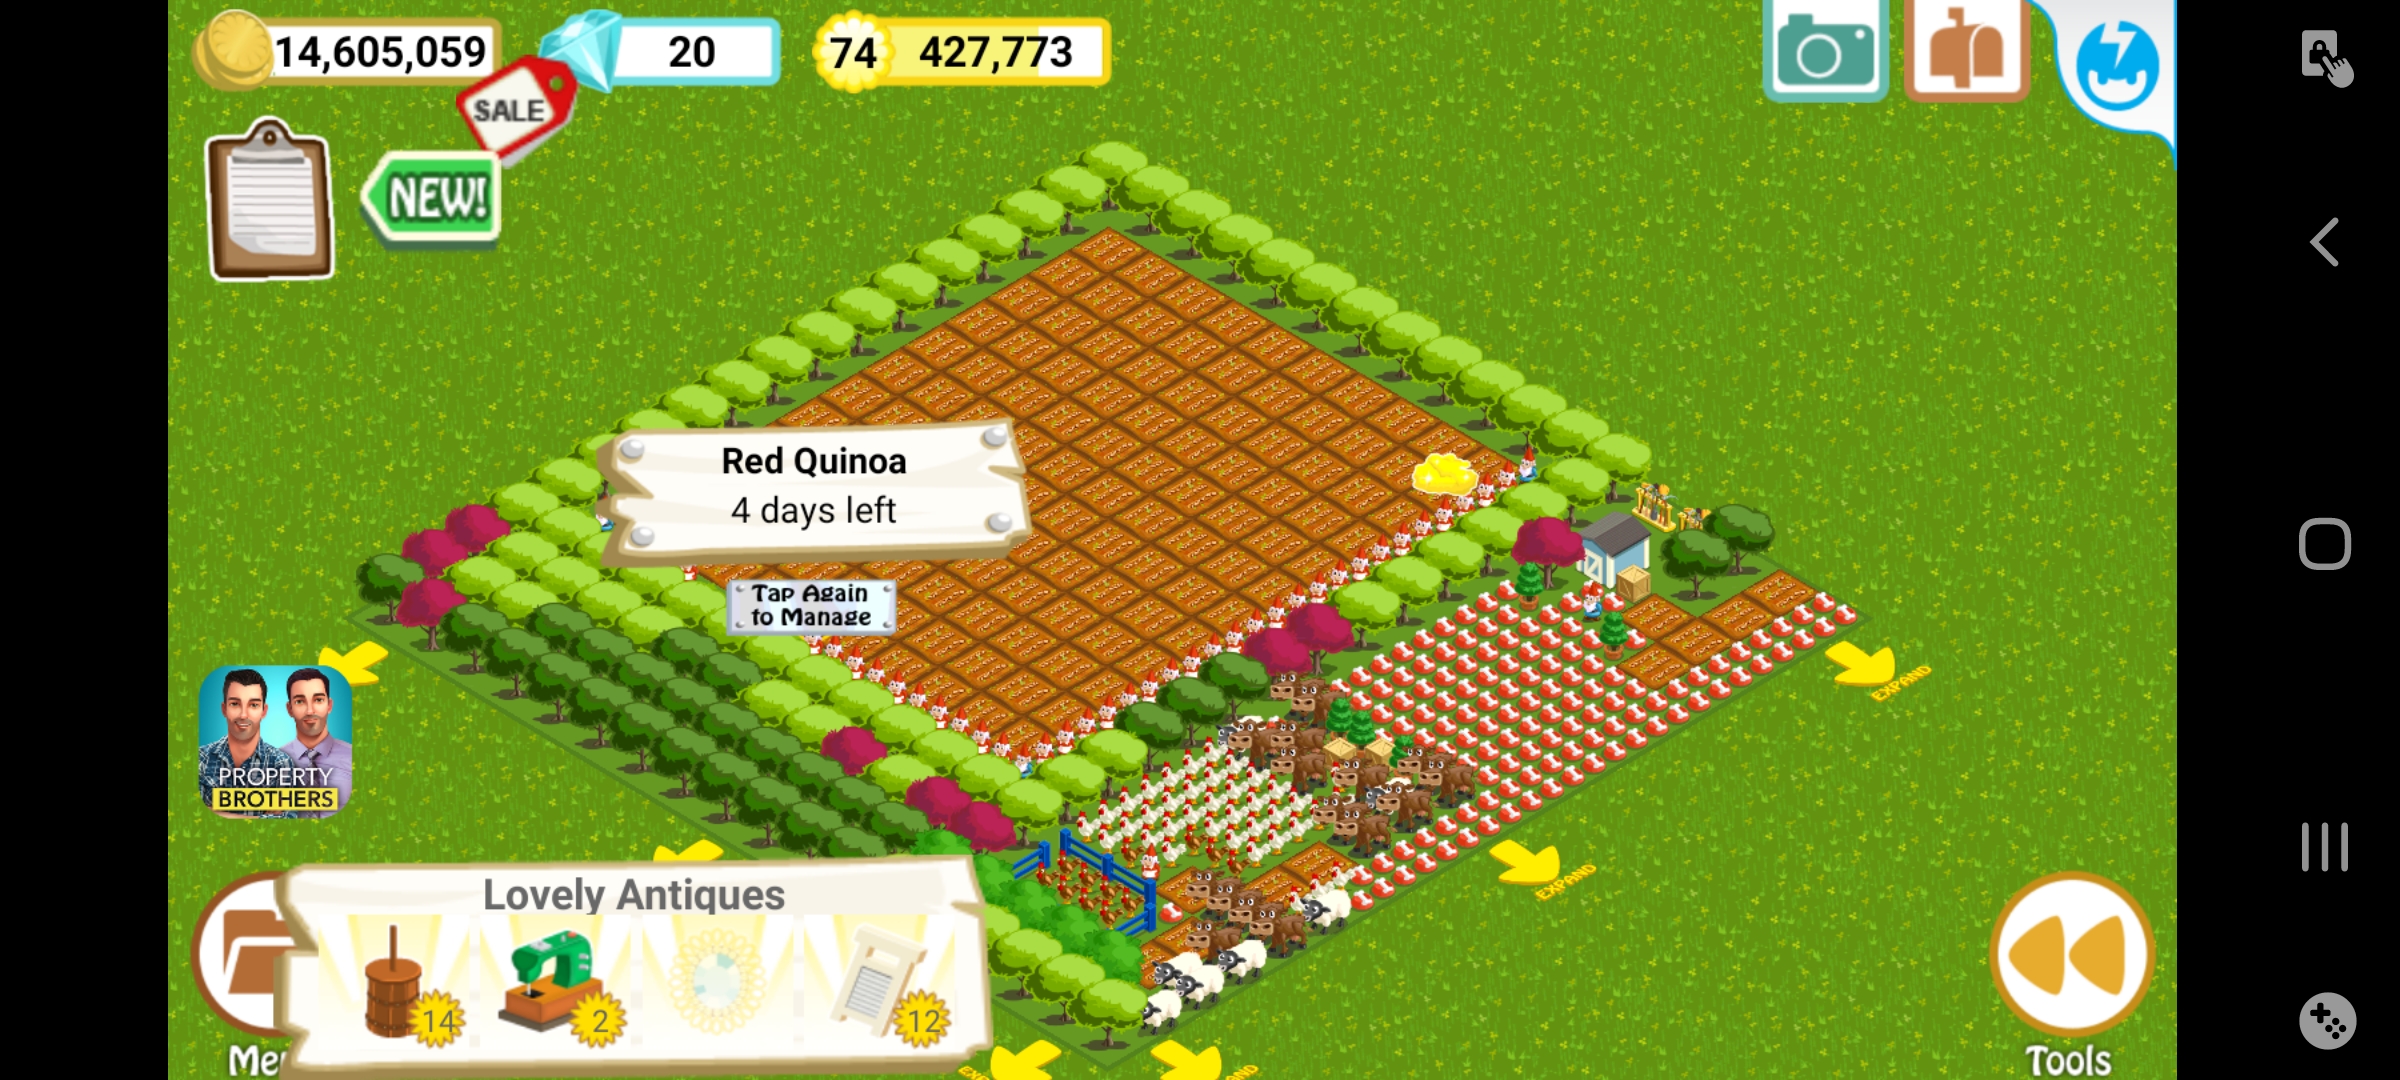 14,605,059
20
74
427,773
SALE
NEW!
Red Quinoa
4 days left
Tap Again
to Manage
EXPAND
PROPERTY
BROTHERS
EXPAND
Lovely Antiques
14
2
12
Tools